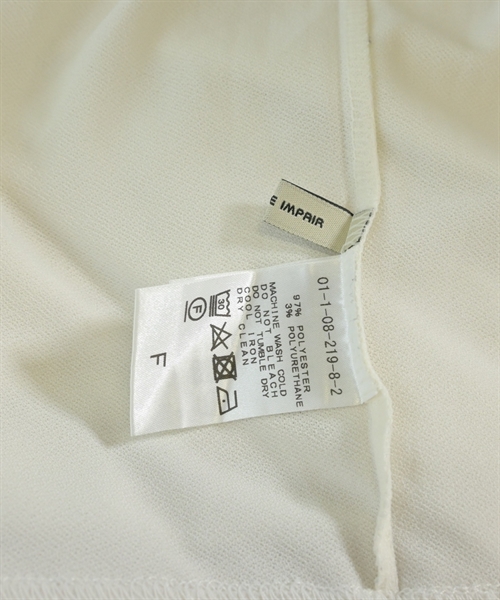 E IMPAIR
01-1-08-219-8-2
97% POLYESTER
3% POLYURETHANE
MACHINE WASH COLD
DO NOT BLEACH
DO NOT TUMBLE DRY
COOL IRON
DRY CLEAN
30
F
F